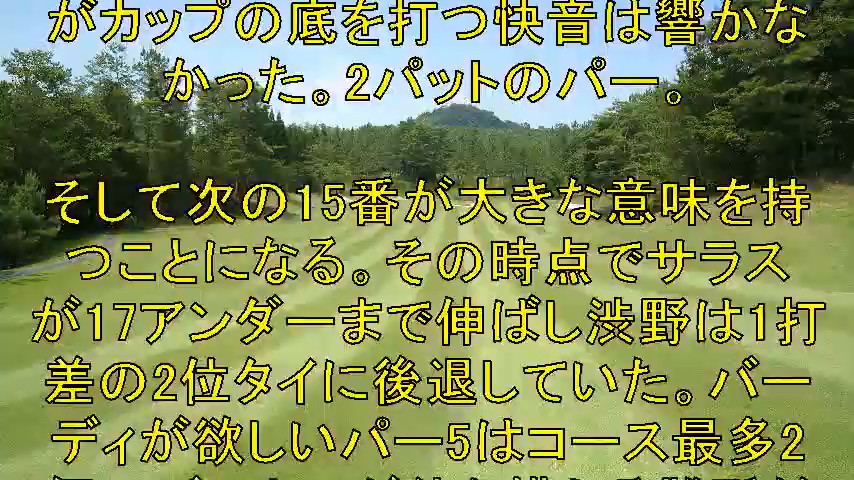 がカップの底を打つ快音は響かな
かった。2パットのパー。
そして次の15番が大きな意味を持
つことになる。その時点でサラス
が17アンダーまで伸ばし渋野は1打
差の2位タイに後退していた。バー
ディが欲しいパー5はコース最多2